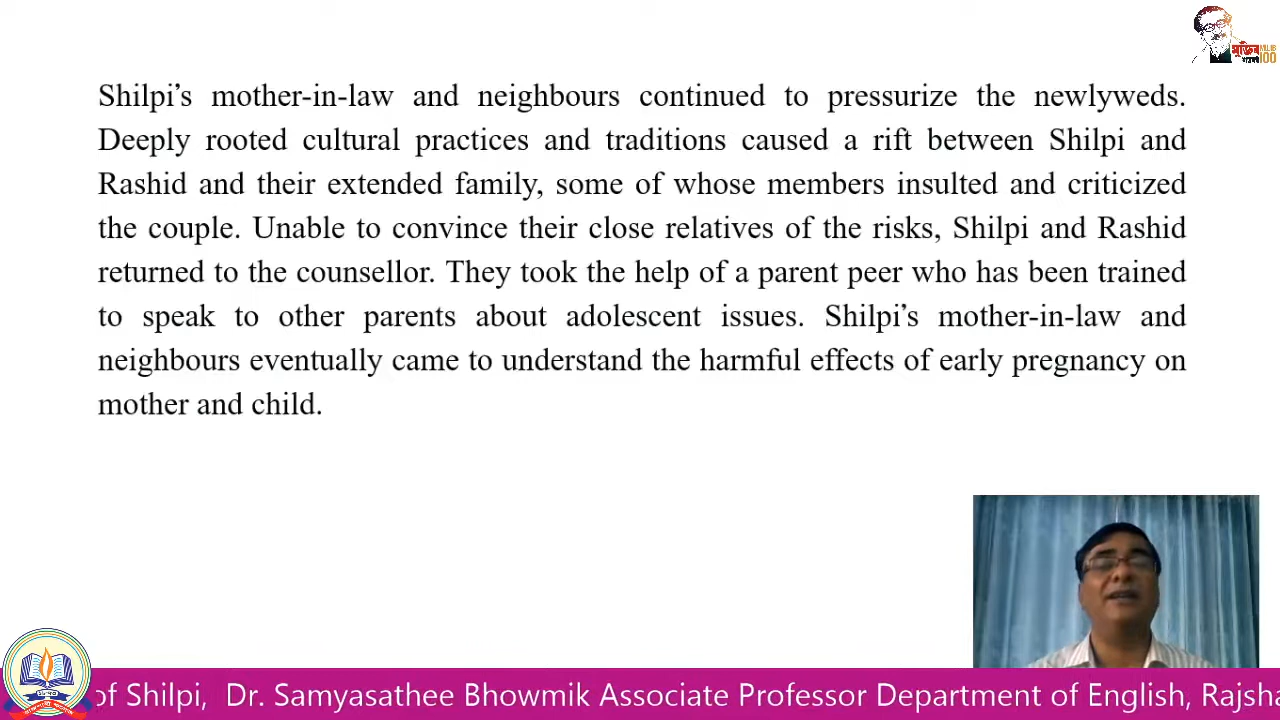 MUJIB
100
Shilpi’s mother-in-law and neighbours continued to pressurize the newlyweds.
Deeply rooted cultural practices and traditions caused a rift between Shilpi and
Rashid and their extended family, some of whose members insulted and criticized
the couple. Unable to convince their close relatives of the risks, Shilpi and Rashid
returned to the counsellor. They took the help of a parent peer who has been trained
to speak to other parents about adolescent issues. Shilpi’s mother-in-law and
neighbours eventually came to understand the harmful effects of early pregnancy on
mother and child.
of Shilpi, Dr. Samyasathee Bhowmik Associate Professor Department of English, Rajsha